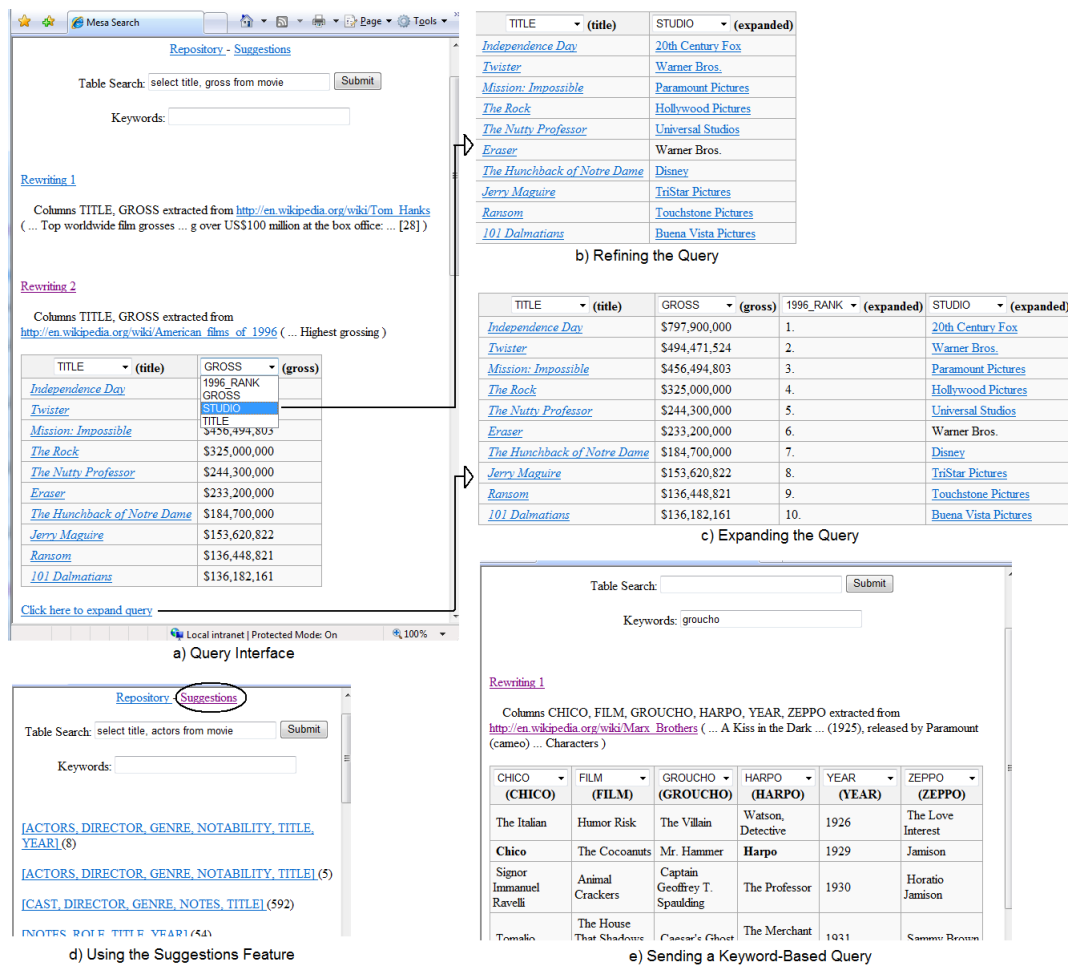 Mesa Search
Page
Tools
Repository - Suggestions
Table Search: select title, gross from movie Submit
Keywords:
Rewriting 1
Columns TITLE, GROSS extracted from http://en.wikipedia.org/wiki/Tom_Hanks
( ... Top worldwide film grosses ... g over US$100 million at the box office: ... [28] )
Rewriting 2
Columns TITLE, GROSS extracted from
http://en.wikipedia.org/wiki/American_films_of_1996 ( ... Highest grossing )
TITLE (title) GROSS (gross)
1996_RANK
GROSS
STUDIO
TITLE
Independence Day
Twister
Mission: Impossible $456,494,803
The Rock $325,000,000
The Nutty Professor $244,300,000
Eraser $233,200,000
The Hunchback of Notre Dame $184,700,000
Jerry Maguire $153,620,822
Ransom $136,448,821
101 Dalmatians $136,182,161
Click here to expand query
Local intranet | Protected Mode: On 100%
a) Query Interface
TITLE (title) STUDIO (expanded)
Independence Day 20th Century Fox
Twister Warner Bros.
Mission: Impossible Paramount Pictures
The Rock Hollywood Pictures
The Nutty Professor Universal Studios
Eraser Warner Bros.
The Hunchback of Notre Dame Disney
Jerry Maguire TriStar Pictures
Ransom Touchstone Pictures
101 Dalmatians Buena Vista Pictures
b) Refining the Query
TITLE (title) GROSS (gross) 1996_RANK (expanded) STUDIO (expanded)
Independence Day $797,900,000 1. 20th Century Fox
Twister $494,471,524 2. Warner Bros.
Mission: Impossible $456,494,803 3. Paramount Pictures
The Rock $325,000,000 4. Hollywood Pictures
The Nutty Professor $244,300,000 5. Universal Studios
Eraser $233,200,000 6. Warner Bros.
The Hunchback of Notre Dame $184,700,000 7. Disney
Jerry Maguire $153,620,822 8. TriStar Pictures
Ransom $136,448,821 9. Touchstone Pictures
101 Dalmatians $136,182,161 10. Buena Vista Pictures
c) Expanding the Query
Repository - Suggestions
Table Search: select title, actors from movie Submit
Keywords:
[ACTORS, DIRECTOR, GENRE, NOTABILITY, TITLE,
YEAR] (8)
[ACTORS, DIRECTOR, GENRE, NOTABILITY, TITLE] (5)
[CAST, DIRECTOR, GENRE, NOTES, TITLE] (592)
[NOTES, ROLE, TITLE, YEAR] (54)
d) Using the Suggestions Feature
Table Search: Submit
Keywords: groucho
Rewriting 1
Columns CHICO, FILM, GROUCHO, HARPO, YEAR, ZEPPO extracted from
http://en.wikipedia.org/wiki/Marx_Brothers ( ... A Kiss in the Dark ... (1925), released by Paramount
(cameo) ... Characters )
CHICO FILM GROUCHO HARPO YEAR ZEPPO
(CHICO) (FILM) (GROUCHO) (HARPO) (YEAR) (ZEPPO)
The Italian Humor Risk The Villain Watson, Detective 1926 The Love Interest
Chico The Cocoanuts Mr. Hammer Harpo 1929 Jamison
Signor Immanuel Ravelli Animal Crackers Captain Geoffrey T. Spaulding The Professor 1930 Horatio Jamison
Tomalio The House That Shadows Caesar's Ghost The Merchant 1931 Sammy Brown
e) Sending a Keyword-Based Query